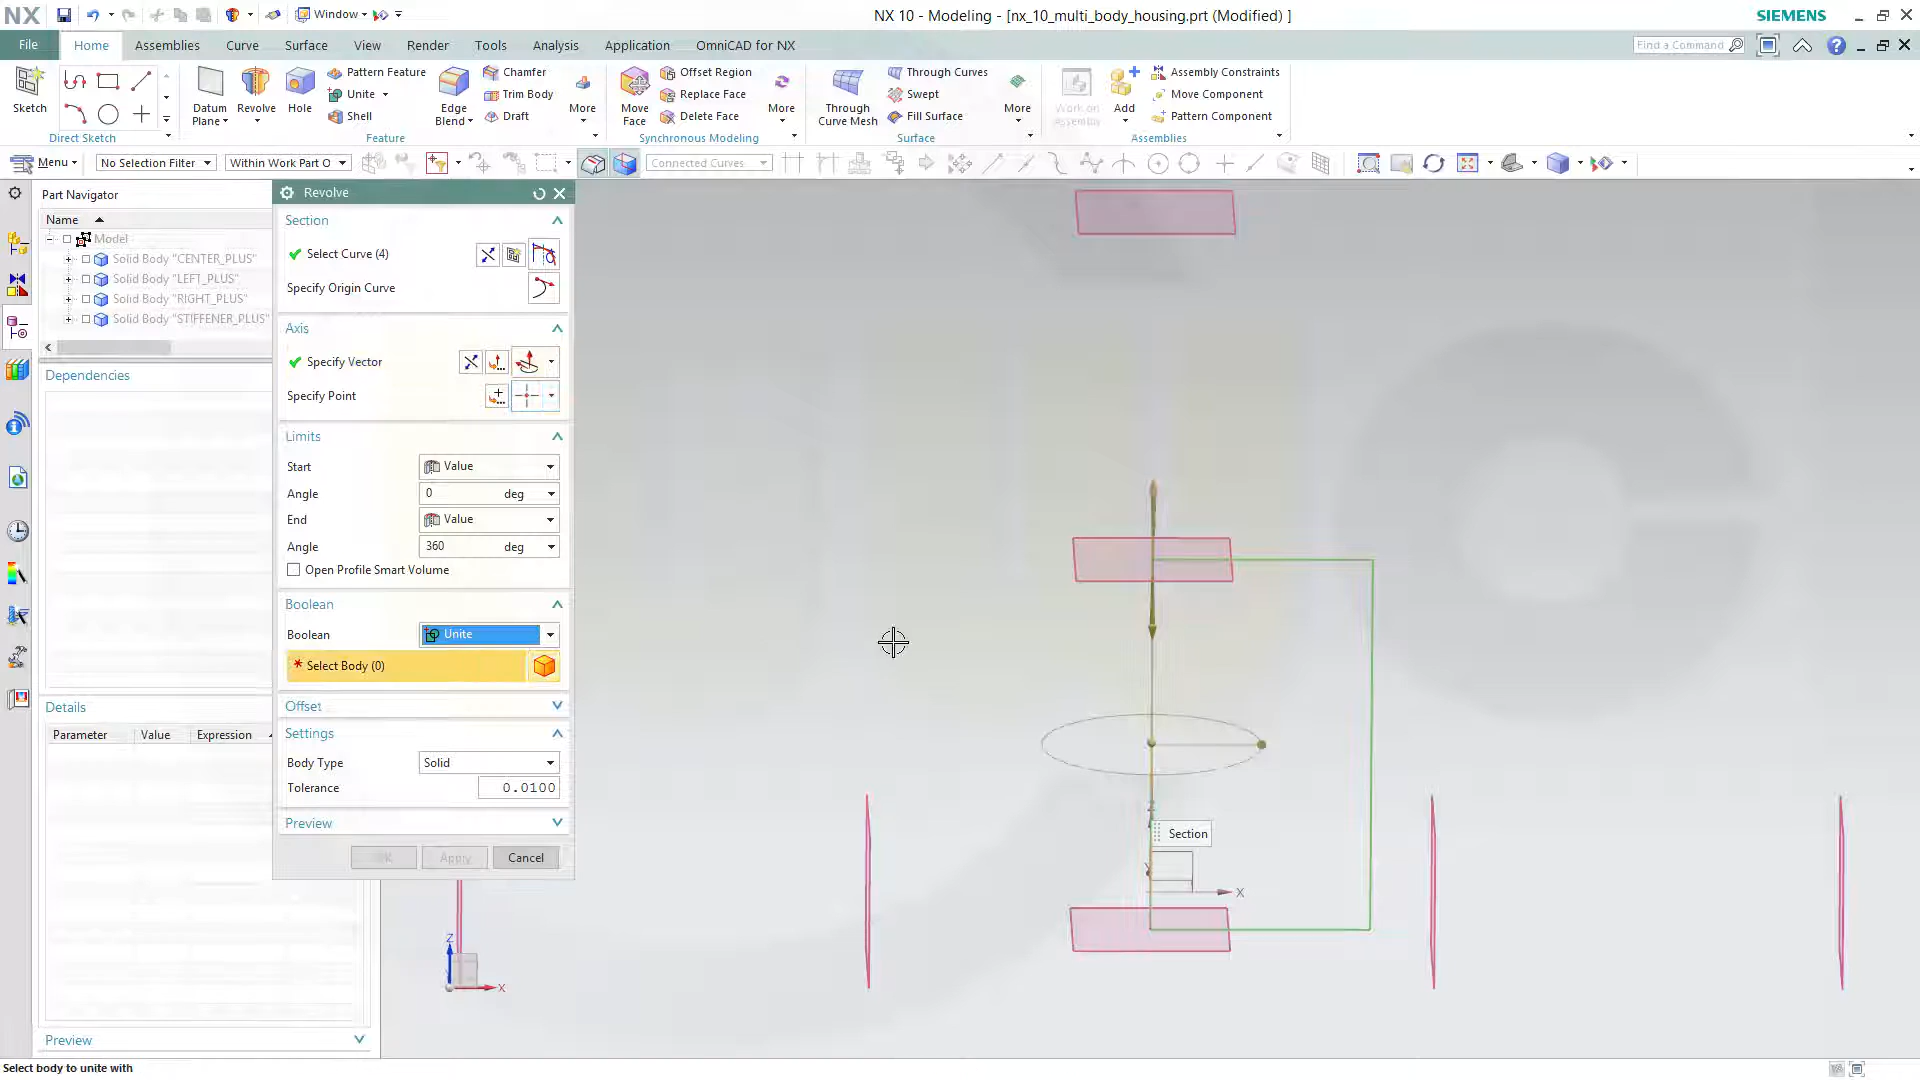 NX
Window
NX 10 - Modeling - [nx_10_multi_body_housing.prt (Modified) ]
SIEMENS
File
Home
Assemblies
Curve
Surface
View
Render
Tools
Analysis
Application
OmniCAD for NX
Find a Command
Sketch
Direct Sketch
Datum
Plane
Revolve
Hole
Pattern Feature
Unite
Shell
Edge
Blend
Chamfer
Trim Body
Draft
More
Feature
Move
Face
Offset Region
Replace Face
Delete Face
More
Synchronous Modeling
Through
Curve Mesh
Through Curves
Swept
Fill Surface
More
Surface
Work on
Assembly
Add
Assembly Constraints
Move Component
Pattern Component
Assemblies
Menu
No Selection Filter
Within Work Part O
Connected Curves
Part Navigator
Name
Model
Solid Body "CENTER_PLUS"
Solid Body "LEFT_PLUS"
Solid Body "RIGHT_PLUS"
Solid Body "STIFFENER_PLUS"
Dependencies
Details
Parameter
Value
Expression
Preview
Revolve
Section
Select Curve (4)
Specify Origin Curve
Axis
Specify Vector
Specify Point
Limits
Start
Value
Angle
0
deg
End
Value
Angle
360
deg
Open Profile Smart Volume
Boolean
Boolean
Unite
* Select Body (0)
Offset
Settings
Body Type
Solid
Tolerance
0.0100
Preview
OK
Apply
Cancel
Z
Section
Y
X
Z
X
Select body to unite with